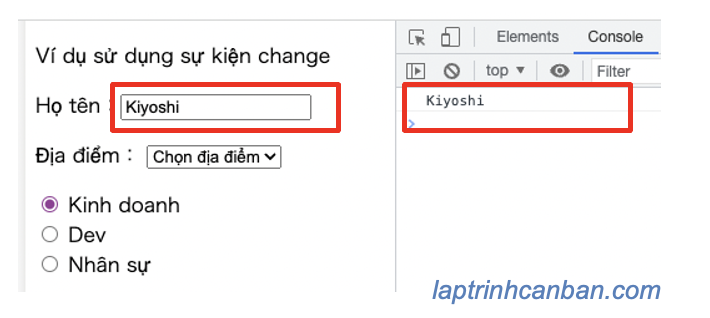 Ví dụ sử dụng sự kiện change
Họ tên : Kiyoshi
Địa điểm : Chọn địa điểm
Kinh doanh
Dev
Nhân sự
Elements Console
top Filter
Kiyoshi
laptrinhcanban.com